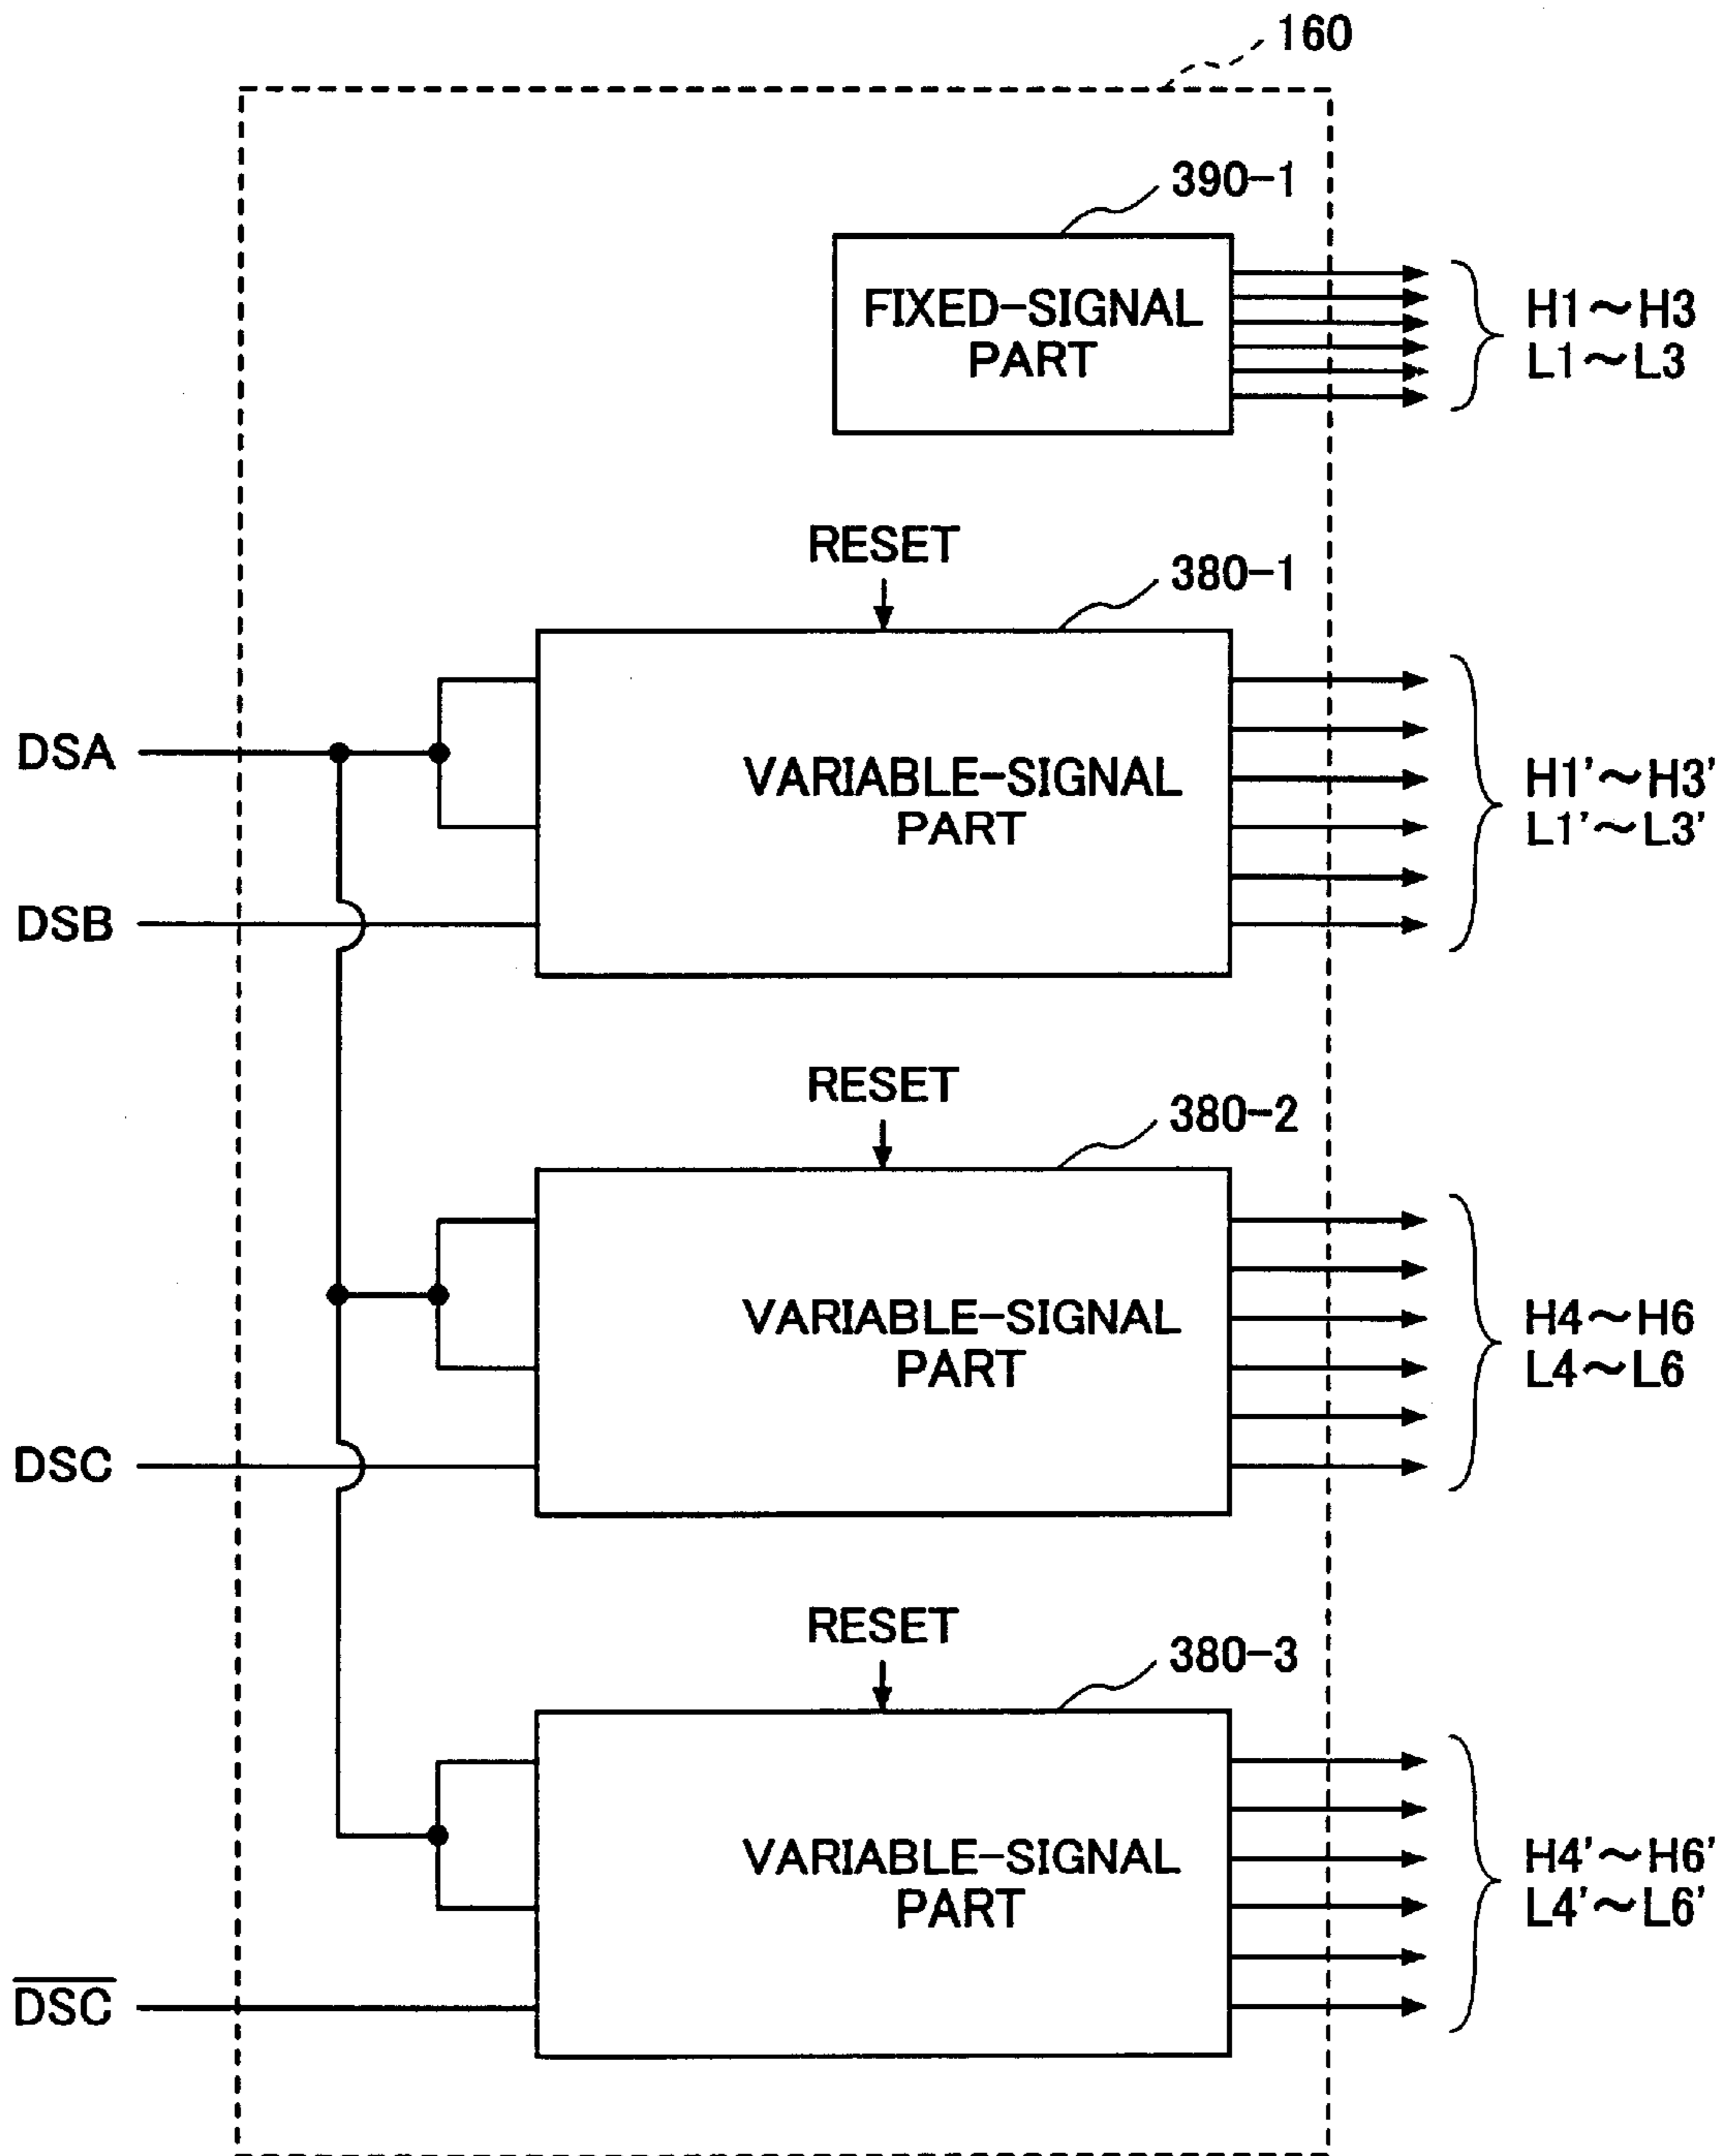 160
390-1
FIXED-SIGNAL
PART
H1～H3
L1～L3
RESET
380-1
DSA
VARIABLE-SIGNAL
PART
H1'～H3'
L1'～L3'
DSB
RESET
380-2
VARIABLE-SIGNAL
PART
H4～H6
L4～L6
DSC
RESET
380-3
VARIABLE-SIGNAL
PART
H4'～H6'
L4'～L6'
D̅S̅C̅